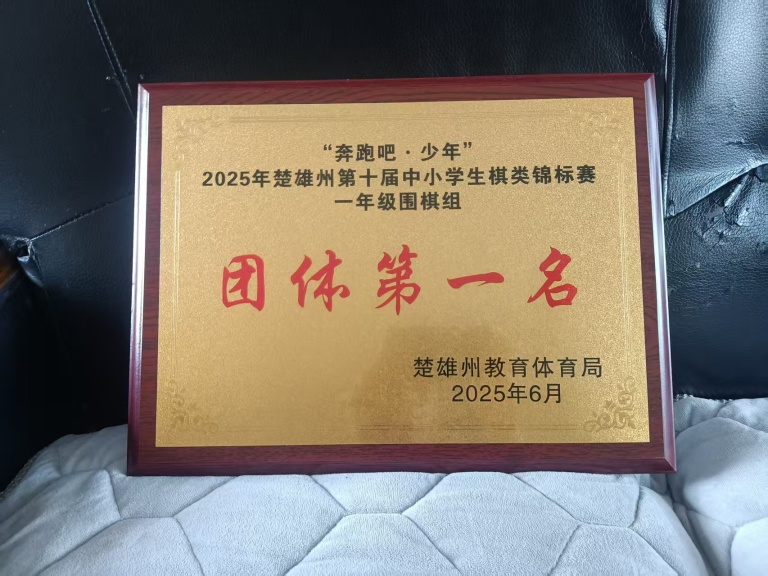 “奔跑吧·少年”
2025年楚雄州第十届中小学生棋类锦标赛
一年级围棋组
团体第一名
楚雄州教育体育局
2025年6月